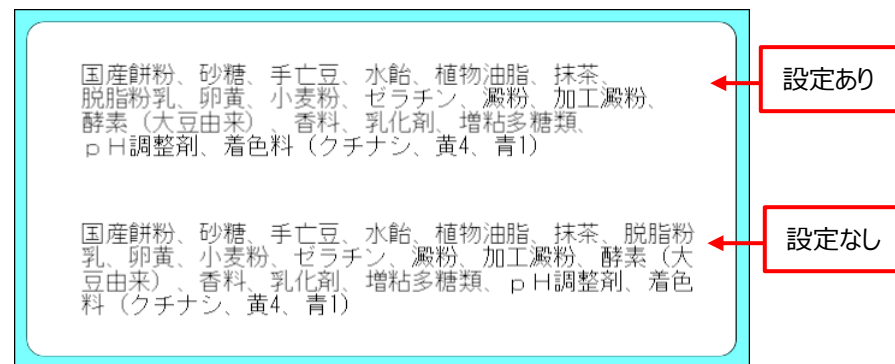 国産餅粉、砂糖、手亡豆、水飴、植物油脂、抹茶、
脱脂粉乳、卵黄、小麦粉、ゼラチン、澱粉、加工澱粉、
酵素（大豆由来）、香料、乳化剤、増粘多糖類、
ｐＨ調整剤、着色料（クチナシ、黄4、青1）
設定あり
国産餅粉、砂糖、手亡豆、水飴、植物油脂、抹茶、脱脂粉
乳、卵黄、小麦粉、ゼラチン、澱粉、加工澱粉、酵素（大
豆由来）、香料、乳化剤、増粘多糖類、ｐＨ調整剤、着色
料（クチナシ、黄4、青1）
設定なし